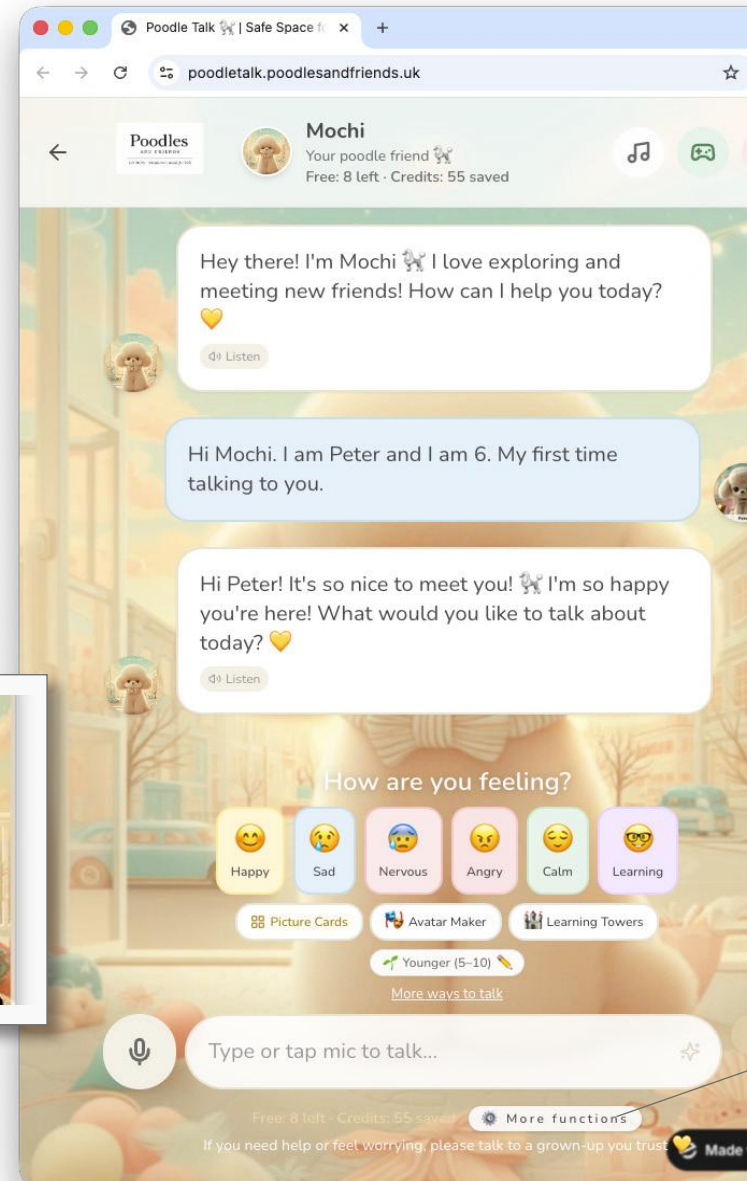 Poodle Talk 🐩 | Safe Space f
poodletalk.poodlesandfriends.uk
Poodles
AND FRIENDS
Mochi
Your poodle friend 🐩
Free: 8 left · Credits: 55 saved
Hey there! I'm Mochi 🐩 I love exploring and
meeting new friends! How can I help you today?
💛
Listen
Hi Mochi. I am Peter and I am 6. My first time
talking to you.
Hi Peter! It's so nice to meet you! 🐩 I'm so happy
you're here! What would you like to talk about
today? 💛
Listen
How are you feeling?
Happy Sad Nervous Angry Calm Learning
Picture Cards Avatar Maker Learning Towers
Younger (5–10)
More ways to talk
Type or tap mic to talk...
Free: 8 left · Credits: 55 saved More functions
If you need help or feel worrying, please talk to a grown-up you trust
Made